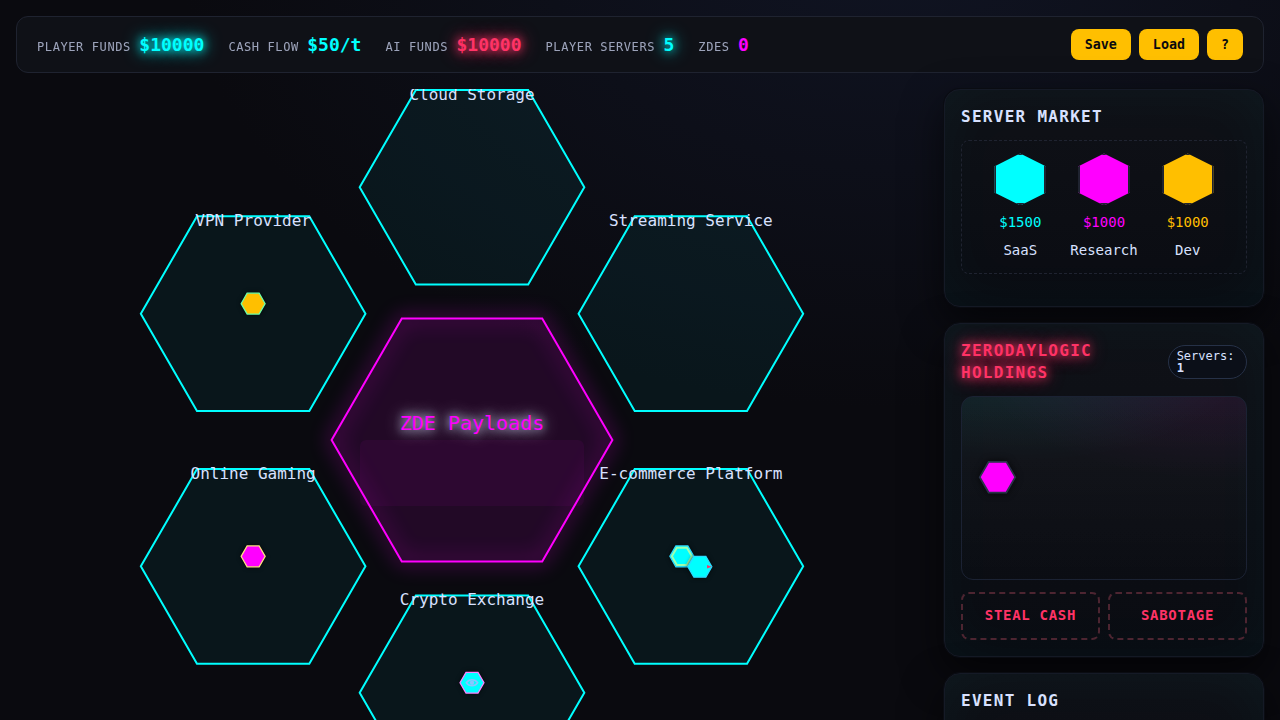 PLAYER FUNDS $10000 CASH FLOW $50/t AI FUNDS $10000 PLAYER SERVERS 5 ZDES 0
Save Load ?
Cloud Storage
VPN Provider
Streaming Service
ZDE Payloads
Online Gaming
E-commerce Platform
Crypto Exchange
SERVER MARKET
$1500 $1000 $1000
SaaS Research Dev
ZERODAYLOGIC
HOLDINGS
Servers:
1
STEAL CASH SABOTAGE
EVENT LOG